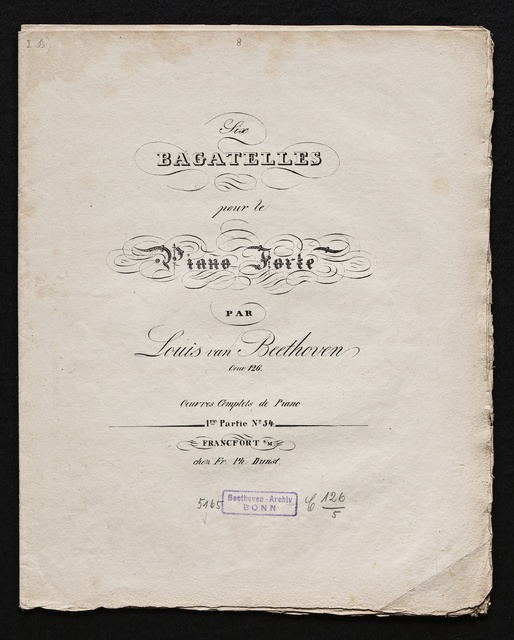 8
Six
BAGATELLES
pour le
Piano Forte
PAR
Louis van Beethoven
Oeuv 126.
Oeuvres Complets de Piano
1re Partie No 54
FRANCFORT s/M
chez Fr. Ph. Dunst.
5165 Beethoven-Archiv 126
BONN 5